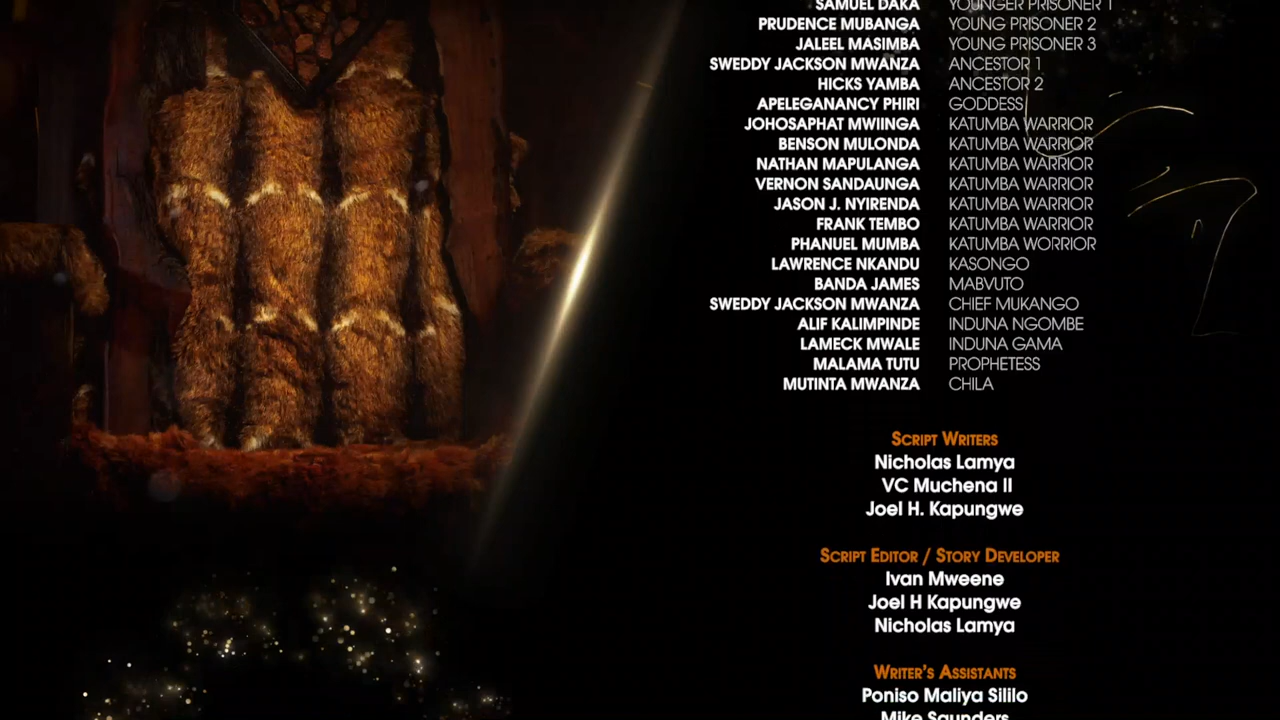 SAMUEL DAKA YOUNGER PRISONER 1
PRUDENCE MUBANGA YOUNG PRISONER 2
JALEEL MASIMBA YOUNG PRISONER 3
SWEDDY JACKSON MWANZA ANCESTOR 1
HICKS YAMBA ANCESTOR 2
APELEGANANCY PHIRI GODDESS
JOHOSAPHAT MWIINGA KATUMBA WARRIOR
BENSON MULONDA KATUMBA WARRIOR
NATHAN MAPULANGA KATUMBA WARRIOR
VERNON SANDAUNGA KATUMBA WARRIOR
JASON J. NYIRENDA KATUMBA WARRIOR
FRANK TEMBO KATUMBA WARRIOR
PHANUEL MUMBA KATUMBA WORRIOR
LAWRENCE NKANDU KASONGO
BANDA JAMES MABVUTO
SWEDDY JACKSON MWANZA CHIEF MUKANGO
ALIF KALIMPINDE INDUNA NGOMBE
LAMECK MWALE INDUNA GAMA
MALAMA TUTU PROPHETESS
MUTINTA MWANZA CHILA
SCRIPT WRITERS
Nicholas Lamya
VC Muchena II
Joel H. Kapungwe
SCRIPT EDITOR / STORY DEVELOPER
Ivan Mweene
Joel H Kapungwe
Nicholas Lamya
WRITER'S ASSISTANTS
Poniso Maliya Sililo
Mike Saunders